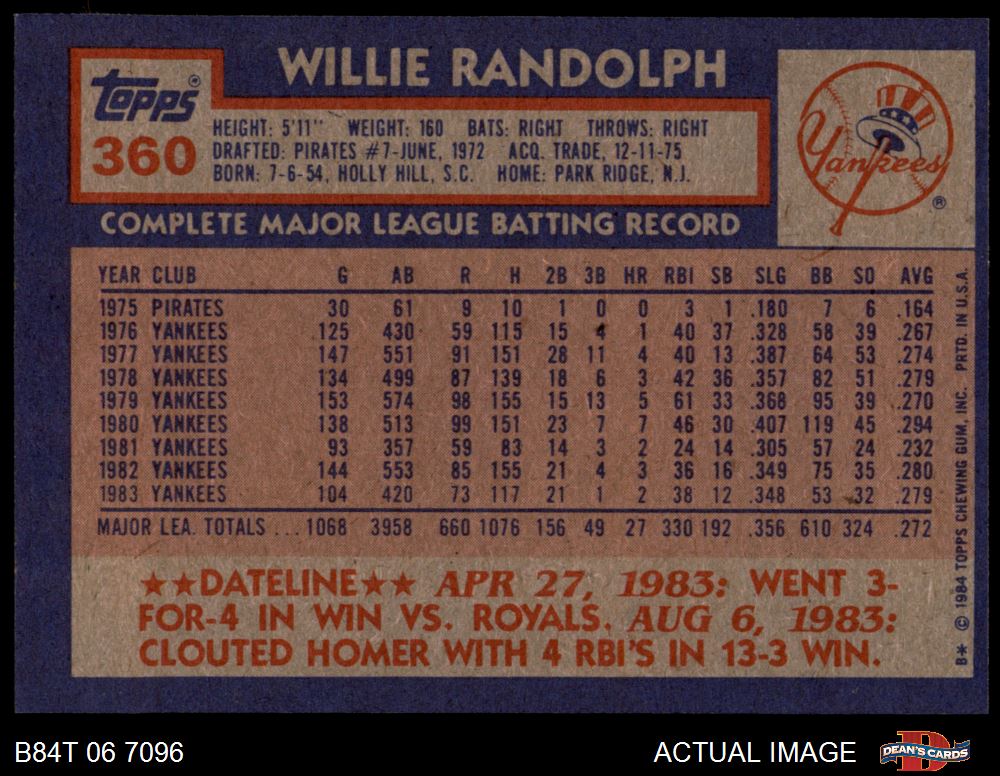 WILLIE RANDOLPH
Topps®
360
HEIGHT: 5'11" WEIGHT: 160 BATS: RIGHT THROWS: RIGHT
DRAFTED: PIRATES #7-JUNE, 1972 ACQ. TRADE, 12-11-75
BORN: 7-6-54, HOLLY HILL, S.C. HOME: PARK RIDGE, N.J.
Yankees
®
COMPLETE MAJOR LEAGUE BATTING RECORD
YEAR CLUB G AB R H 2B 3B HR RBI SB SLG BB SO AVG
1975 PIRATES 30 61 9 10 1 0 0 3 1 .180 7 6 .164
1976 YANKEES .125 430 59 115 15 4 1 40 37 .328 58 39 .267
1977 YANKEES 147 551 91 151 28 11 4 40 13 .387 64 53 .274
1978 YANKEES 134 499 87 139 18 6 3 42 36 .357 82 51 .279
1979 YANKEES 153 574 98 155 15 13 5 61 33 .368 95 39 .270
1980 YANKEES 138 513 99 151 23 7 7 46 30 .407 119 45 .294
1981 YANKEES 93 357 59 83 14 3 2 24 14 .305 57 24 .232
1982 YANKEES 144 553 85 155 21 4 3 36 16 .349 75 35 .280
1983 YANKEES 104 420 73 117 21 1 2 38 12 .348 53 32 .279
MAJOR LEA. TOTALS ... 1068 3958 660 1076 156 49 27 330 192 .356 610 324 .272
★★DATELINE★★ APR 27, 1983: WENT 3-
FOR-4 IN WIN VS. ROYALS. AUG 6, 1983:
CLOUTED HOMER WITH 4 RBI'S IN 13-3 WIN.
B* © 1984 TOPPS CHEWING GUM, INC. PRTD. IN U.S.A.
B84T 06 7096
ACTUAL IMAGE
D
DEAN'S CARDS